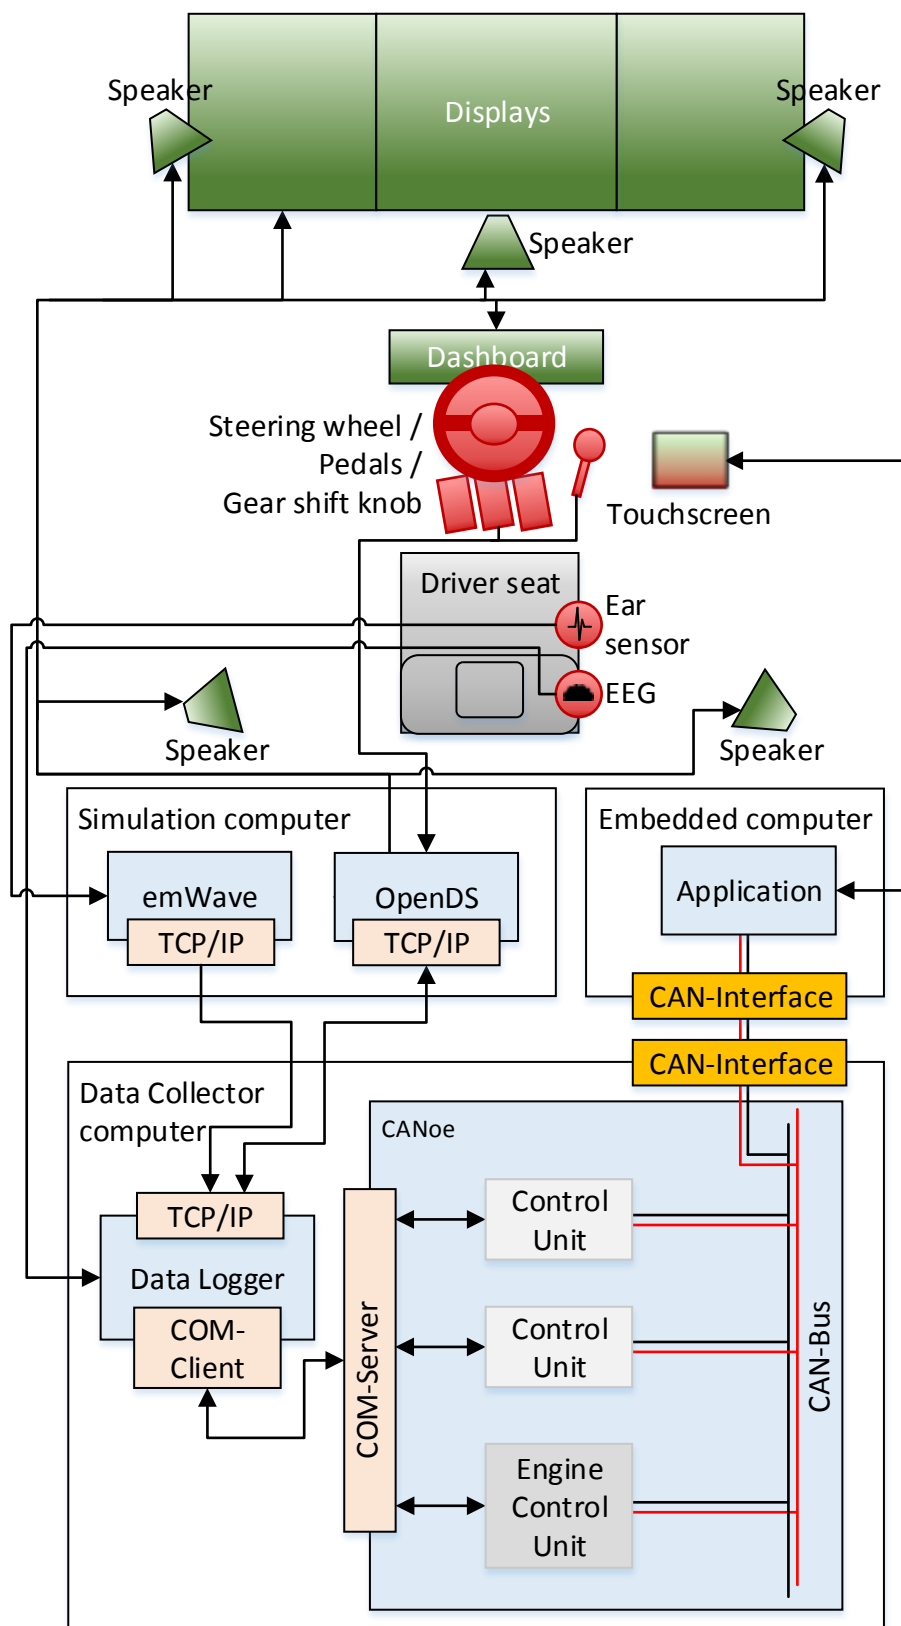 Speaker
Speaker
Displays
Speaker
Dashboard
Steering wheel /
Pedals /
Gear shift knob
Touchscreen
Driver seat
Ear
sensor
EEG
Speaker
Speaker
Simulation computer
Embedded computer
emWave
TCP/IP
OpenDS
TCP/IP
Application
CAN-Interface
CAN-Interface
Data Collector
computer
CANoe
TCP/IP
Data Logger
COM-
Client
COM-Server
Control
Unit
Control
Unit
Engine
Control
Unit
CAN-Bus